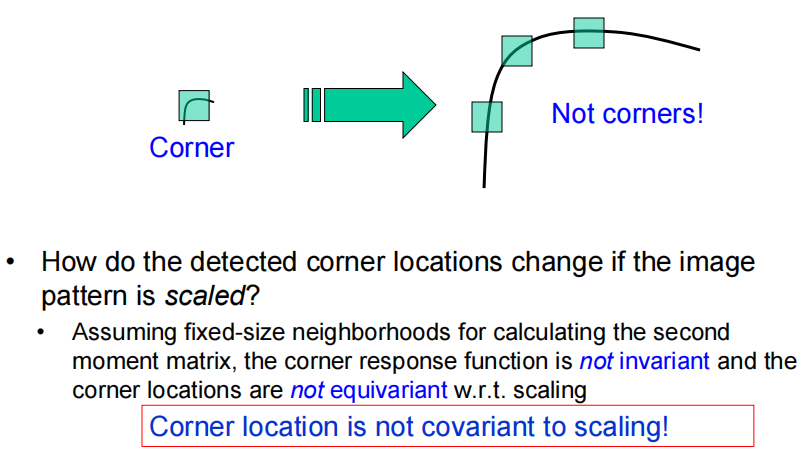 Corner
Not corners!
• How do the detected corner locations change if the image
pattern is scaled?
• Assuming fixed-size neighborhoods for calculating the second
moment matrix, the corner response function is not invariant and the
corner locations are not equivariant w.r.t. scaling
Corner location is not covariant to scaling!